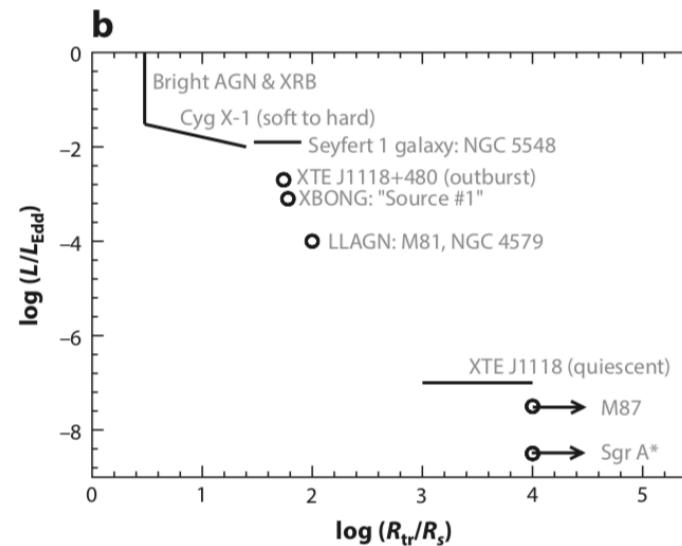 b
0
Bright AGN & XRB
Cyg X-1 (soft to hard)
−2
Seyfert 1 galaxy: NGC 5548
XTE J1118+480 (outburst)
XBONG: "Source #1"
−4
LLAGN: M81, NGC 4579
log (L/LEdd)
−6
XTE J1118 (quiescent)
M87
−8
Sgr A*
0 1 2 3 4 5
log (Rtr/Rs)